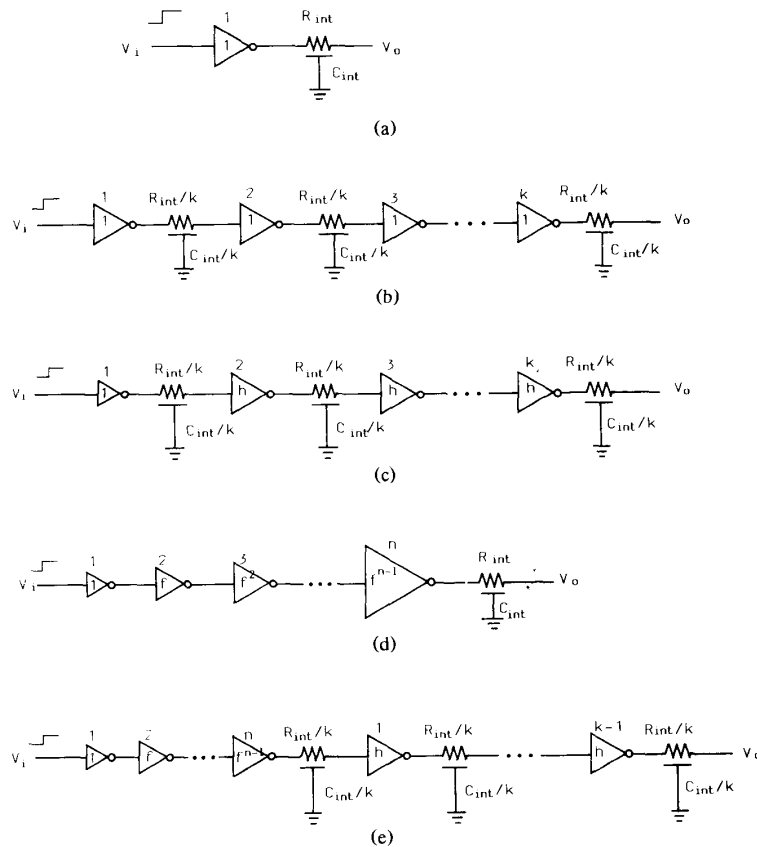 1
R int
V i
1
V o
C int
(a)
1
R int /k
2
R int /k
3
k
R int /k
V i
1
1
1
1
V o
C int /k
C int /k
C int /k
(b)
1
R int /k
2
R int /k
3
k
R int /k
V i
1
h
h
h
V o
C int /k
C int /k
C int /k
(c)
1
2
3
n
R int
V i
1
f
f 2
f n-1
V o
C int
(d)
1
2
n
R int /k
1
R int /k
k-1
R int /k
V i
1
f
f n-1
h
h
V o
C int /k
C int /k
C int /k
(e)